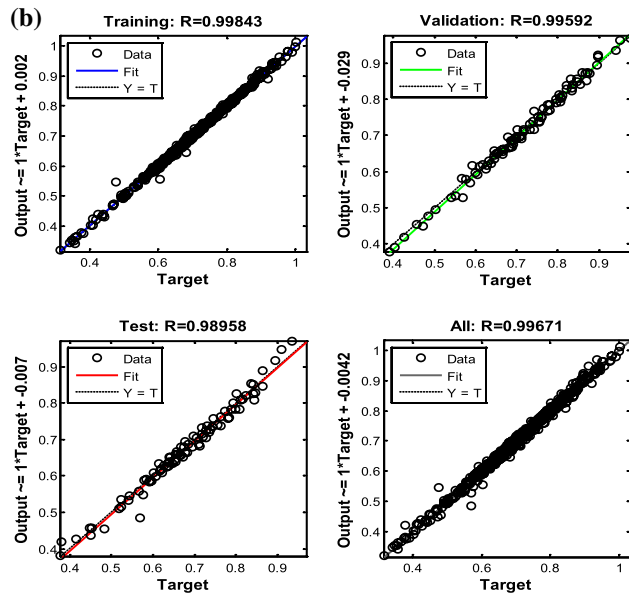 (b)
Training: R=0.99843
Output ~= 1*Target + 0.002
Data
Fit
Y = T
1
0.9
0.8
0.7
0.6
0.5
0.4
0.4
0.6
0.8
1
Target
Validation: R=0.99592
Output ~= 1*Target + -0.029
Data
Fit
Y = T
0.9
0.8
0.7
0.6
0.5
0.4
0.4
0.5
0.6
0.7
0.8
0.9
Target
Test: R=0.98958
Output ~= 1*Target + -0.007
Data
Fit
Y = T
0.9
0.8
0.7
0.6
0.5
0.4
0.4
0.5
0.6
0.7
0.8
0.9
Target
All: R=0.99671
Output ~= 1*Target + -0.0042
Data
Fit
Y = T
1
0.9
0.8
0.7
0.6
0.5
0.4
0.4
0.6
0.8
1
Target